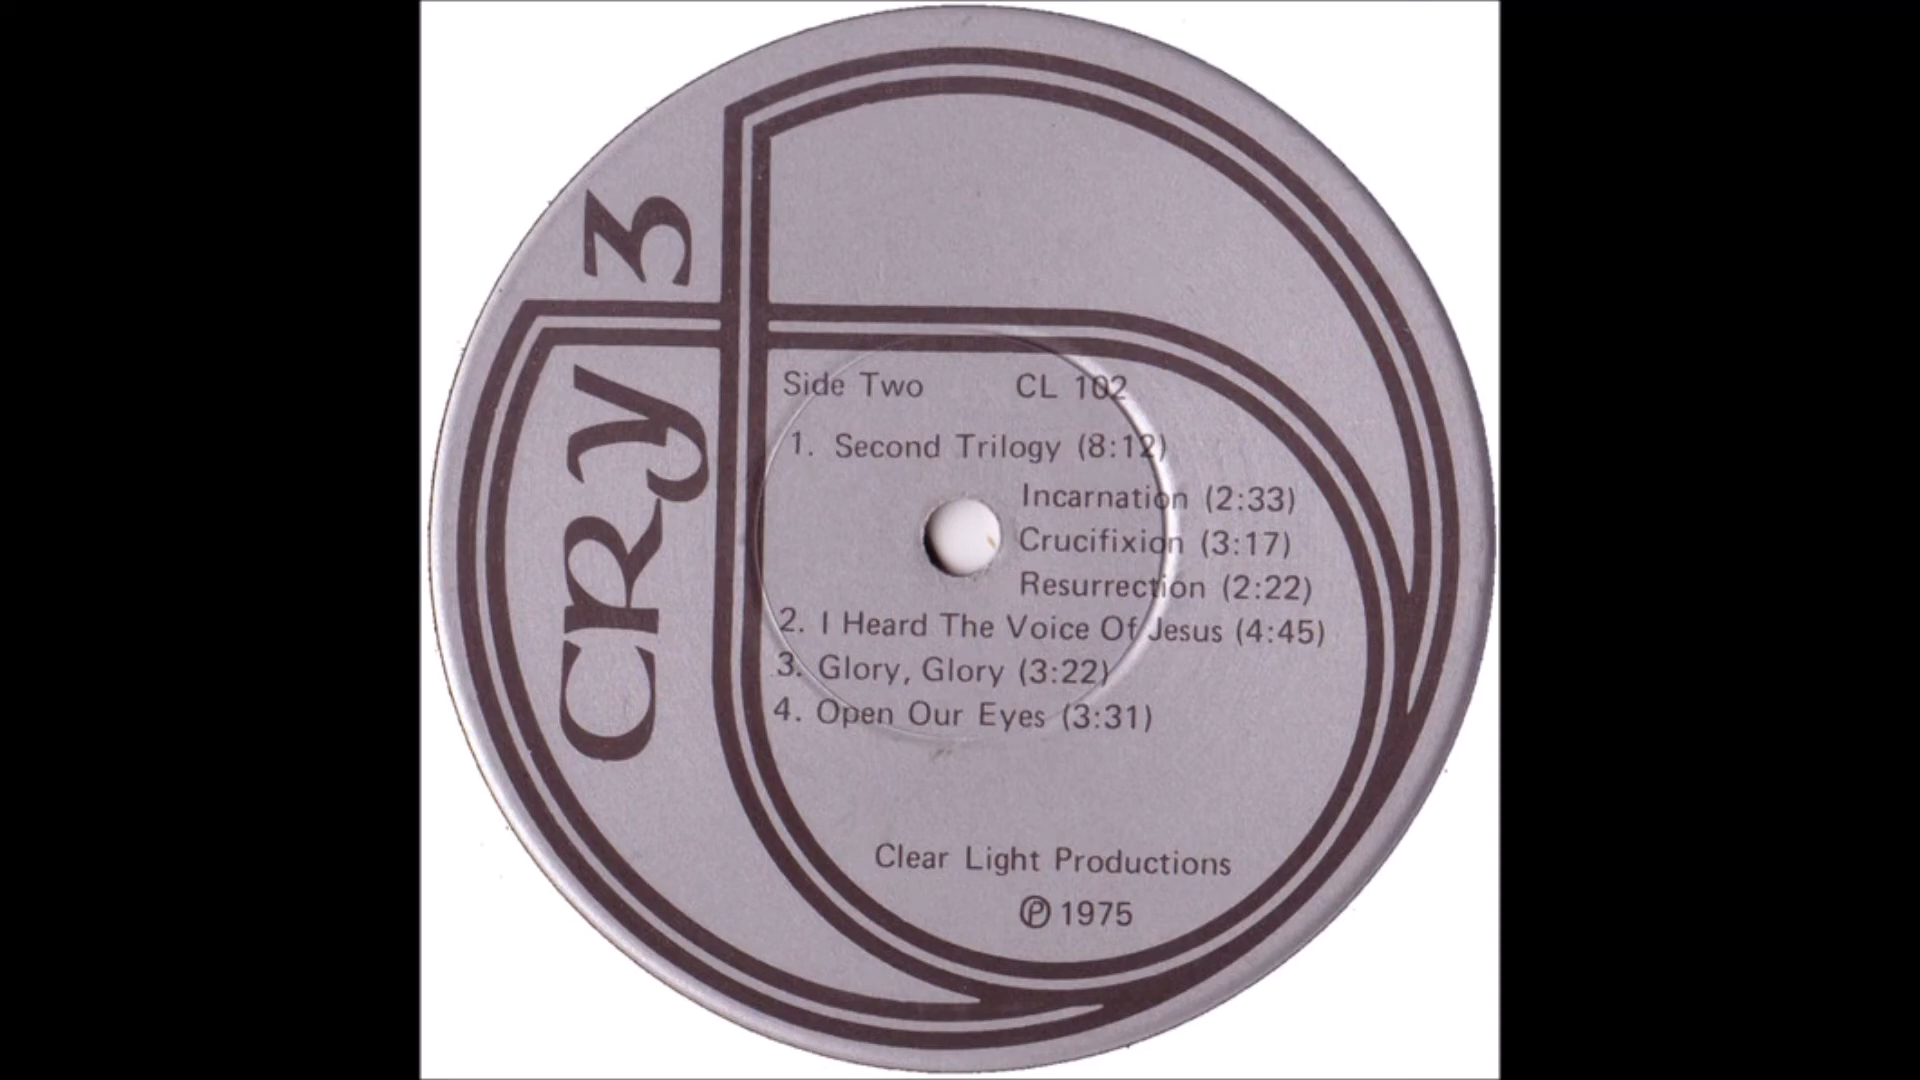 CRy 3
Side Two CL 102
1. Second Trilogy (8:12)
Incarnation (2:33)
Crucifixion (3:17)
Resurrection (2:22)
2. I Heard The Voice Of Jesus (4:45)
3. Glory, Glory (3:22)
4. Open Our Eyes (3:31)
Clear Light Productions
℗ 1975